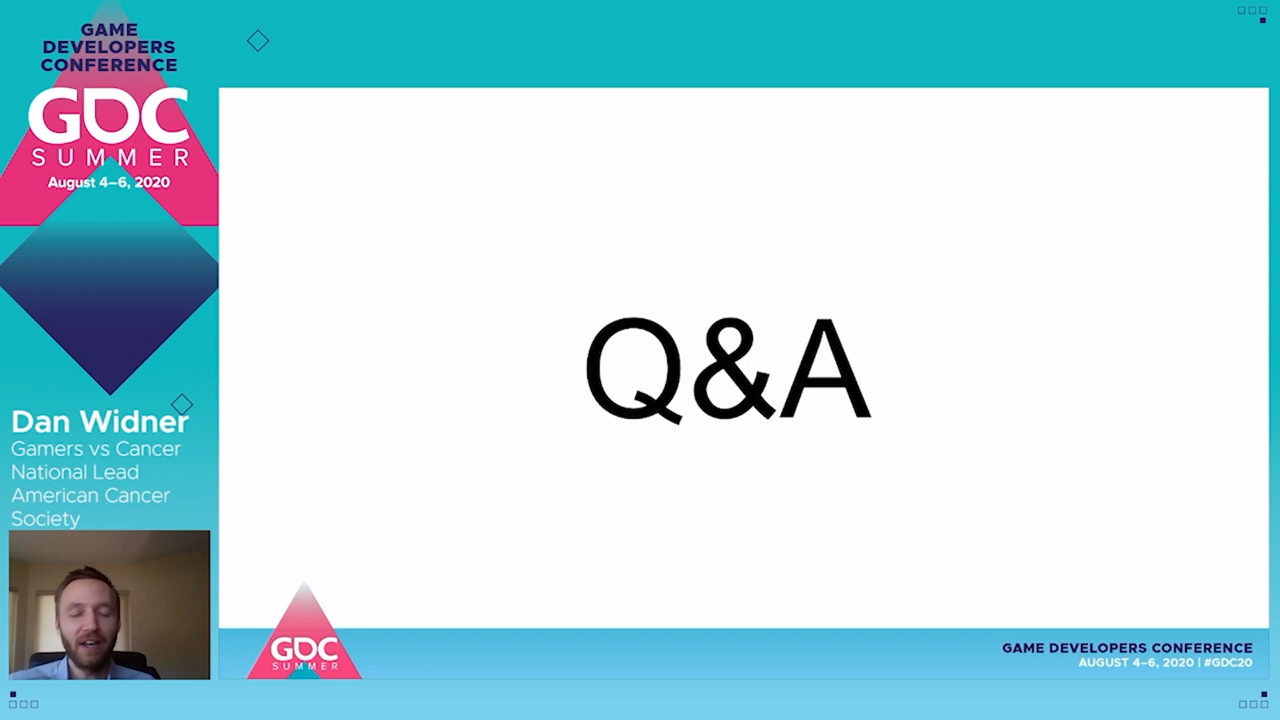 GAME
DEVELOPERS
CONFERENCE
GDC
SUMMER
August 4–6, 2020
Dan Widner
Gamers vs Cancer
National Lead
American Cancer
Society
Q&A
GDC
SUMMER
GAME DEVELOPERS CONFERENCE
AUGUST 4–6, 2020 | #GDC20